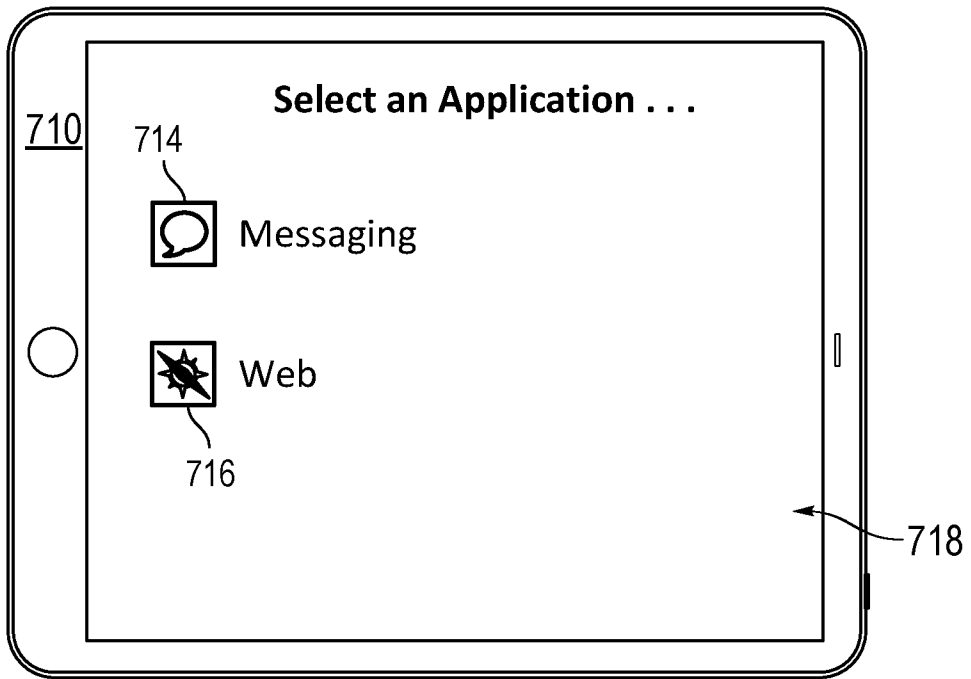 Select an Application . . .
710
714
Messaging
Web
716
718